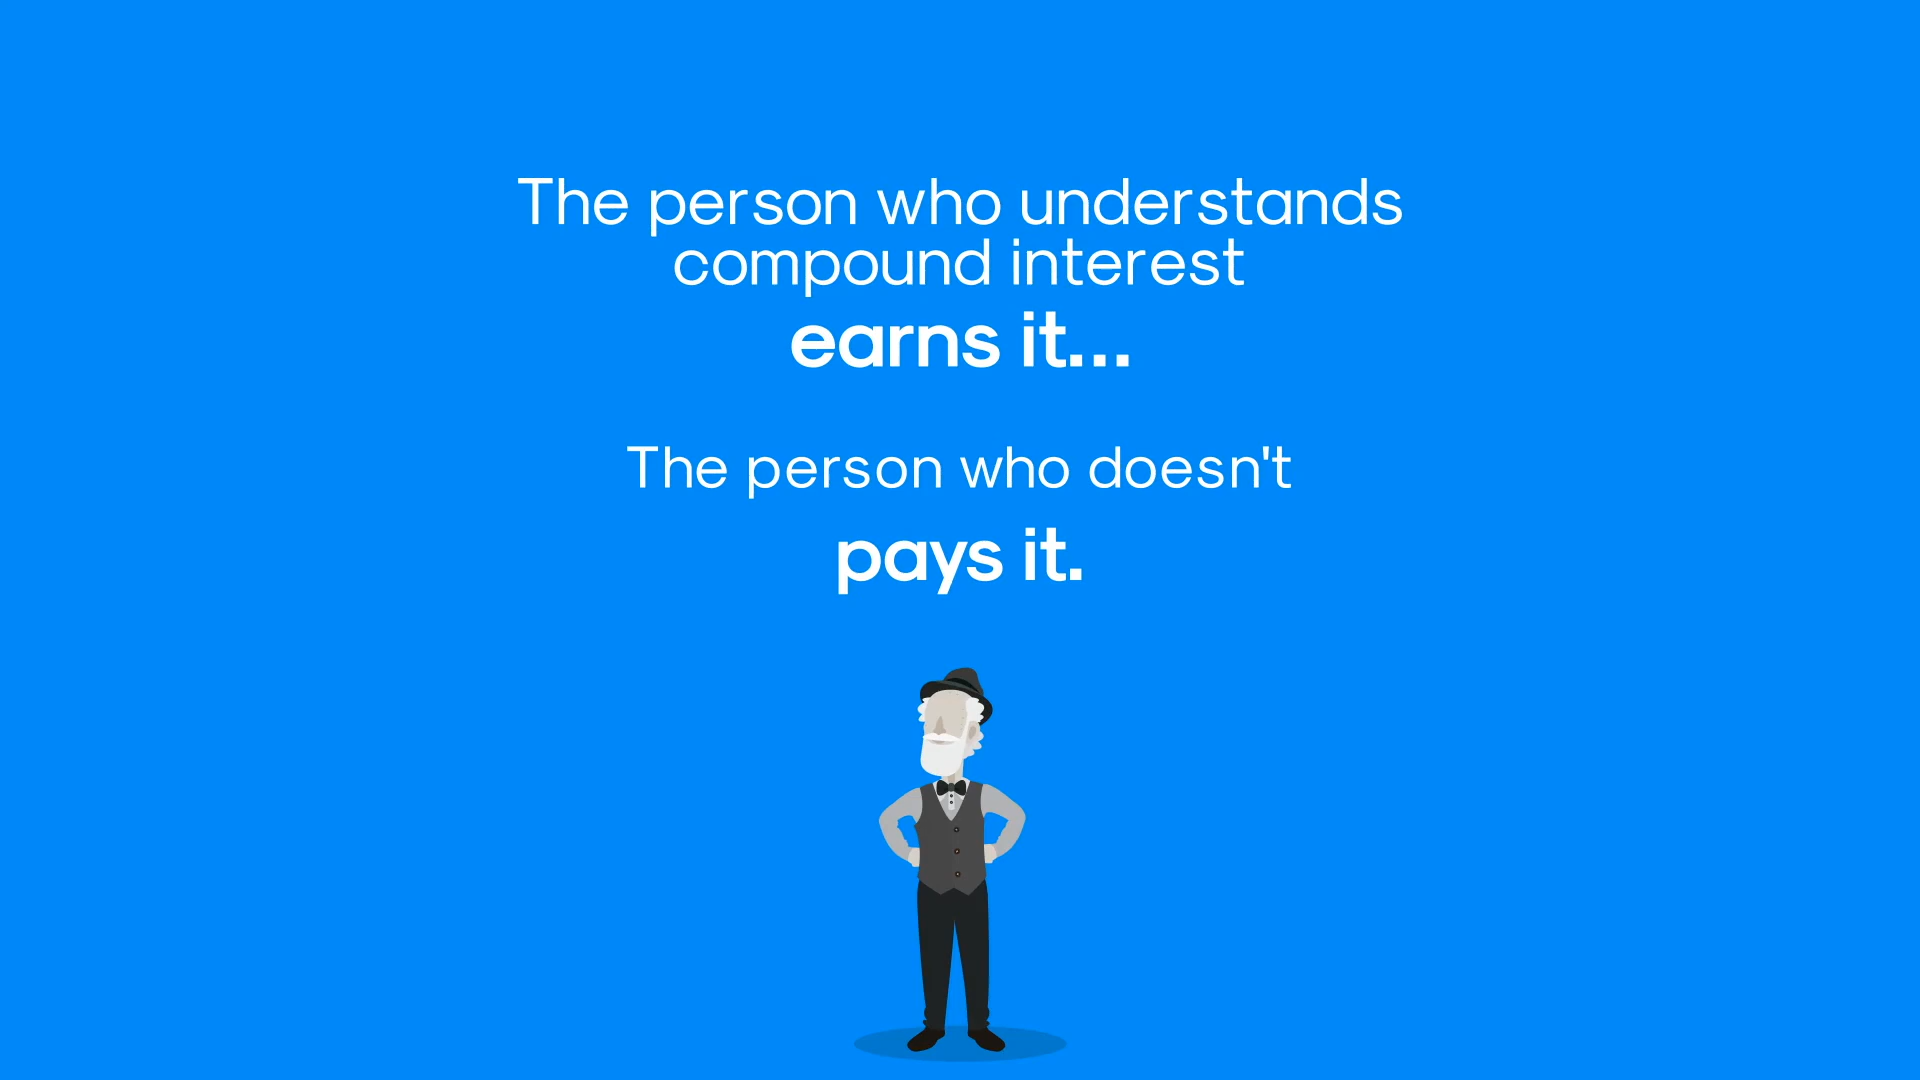 The person who understands
compound interest
earns it...
The person who doesn't
pays it.